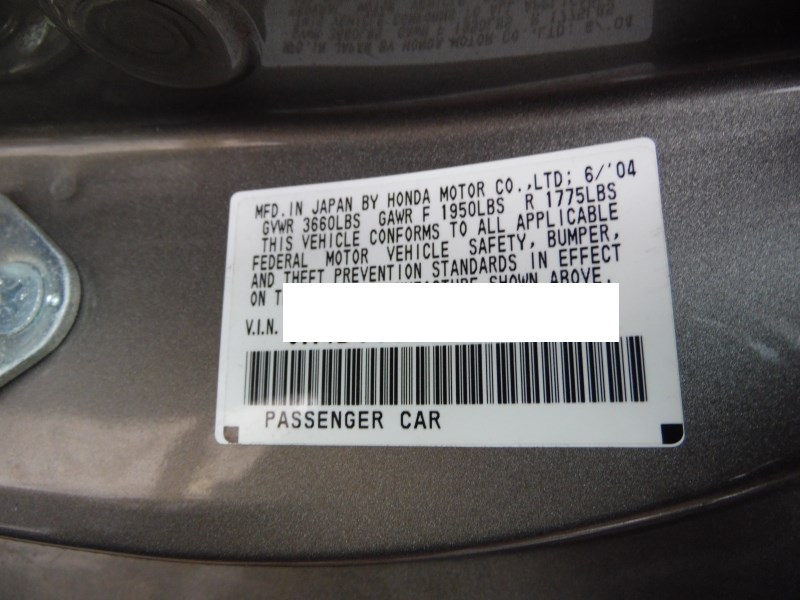 MFD.IN JAPAN BY HONDA MOTOR CO.,LTD; 6/'04
GVWR 3660LBS GAWR F 1950LBS R 1775LBS
THIS VEHICLE CONFORMS TO ALL APPLICABLE
FEDERAL MOTOR VEHICLE SAFETY, BUMPER,
AND THEFT PREVENTION STANDARDS IN EFFECT
ON SHOWN ABOVE.
V.I.N.
PASSENGER CAR